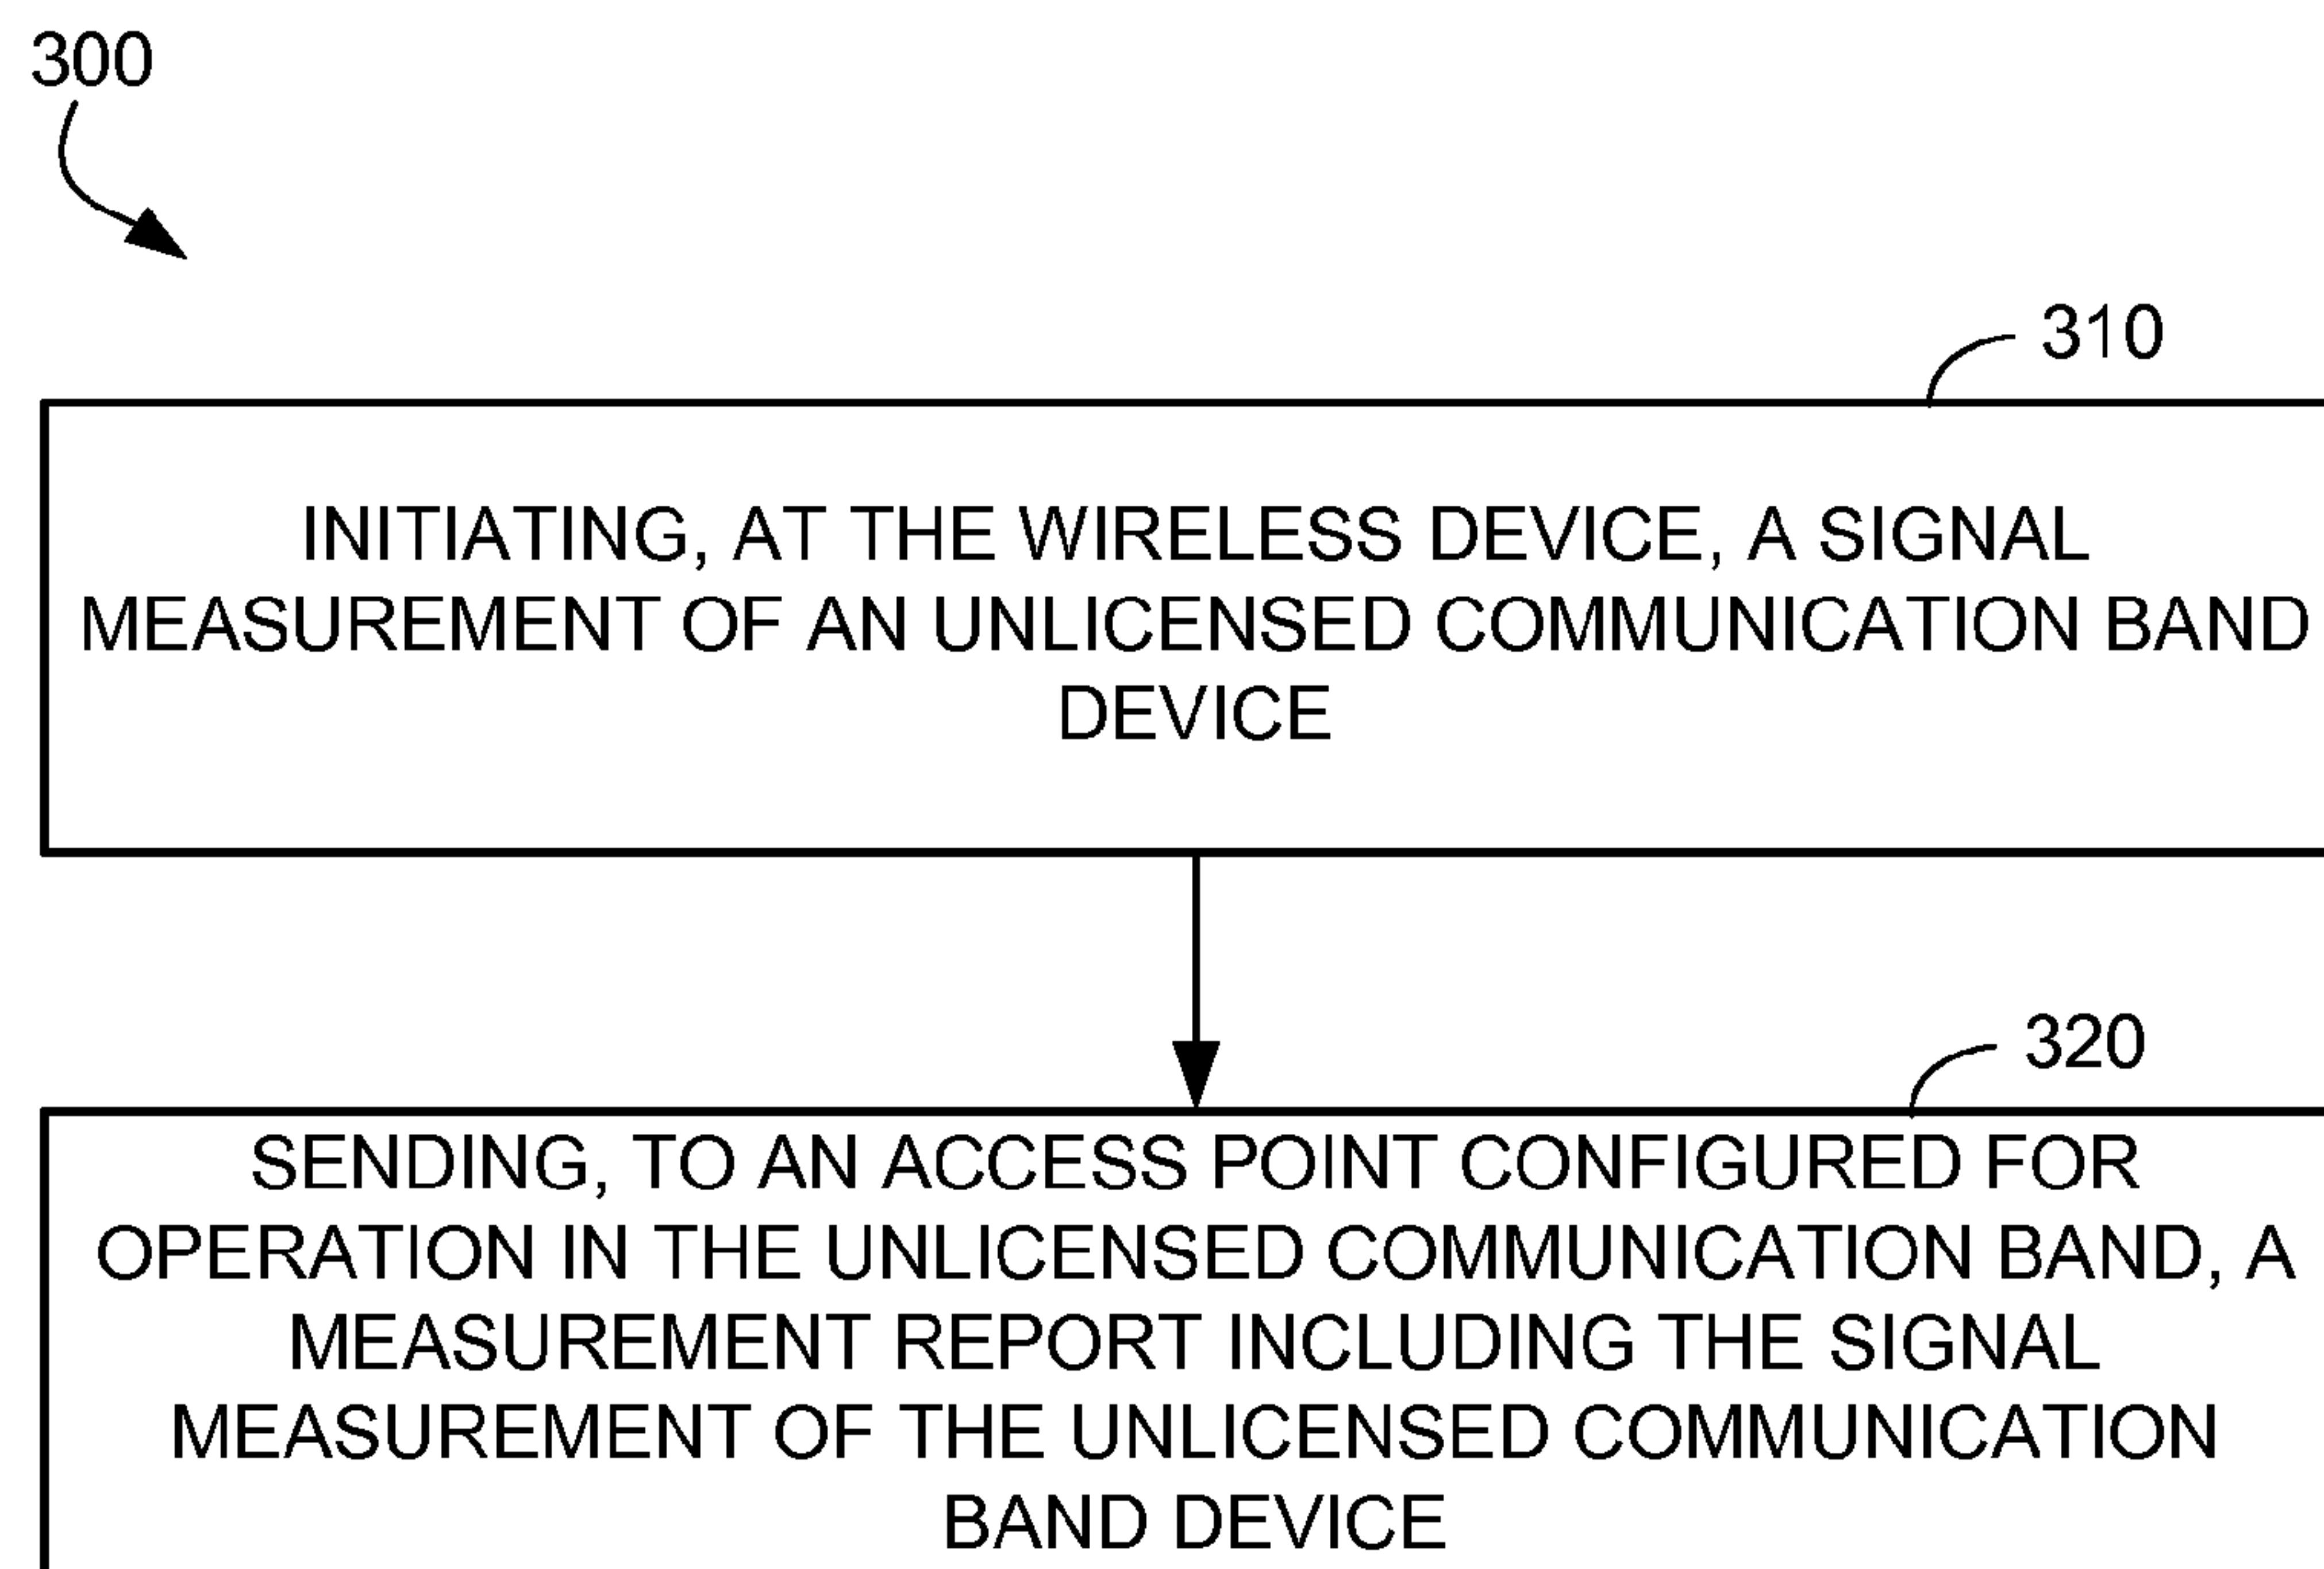 300
310
INITIATING, AT THE WIRELESS DEVICE, A SIGNAL
MEASUREMENT OF AN UNLICENSED COMMUNICATION BAND
DEVICE
320
SENDING, TO AN ACCESS POINT CONFIGURED FOR
OPERATION IN THE UNLICENSED COMMUNICATION BAND, A
MEASUREMENT REPORT INCLUDING THE SIGNAL
MEASUREMENT OF THE UNLICENSED COMMUNICATION
BAND DEVICE